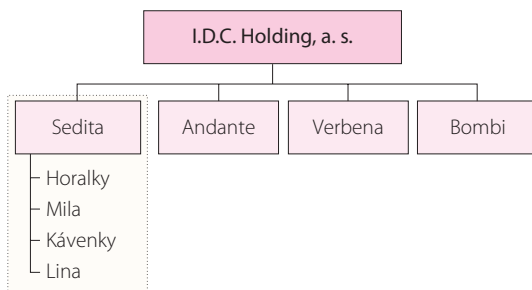 I.D.C. Holding, a. s.
Sedita
Andante
Verbena
Bombi
Horalky
Mila
Kávenky
Lina